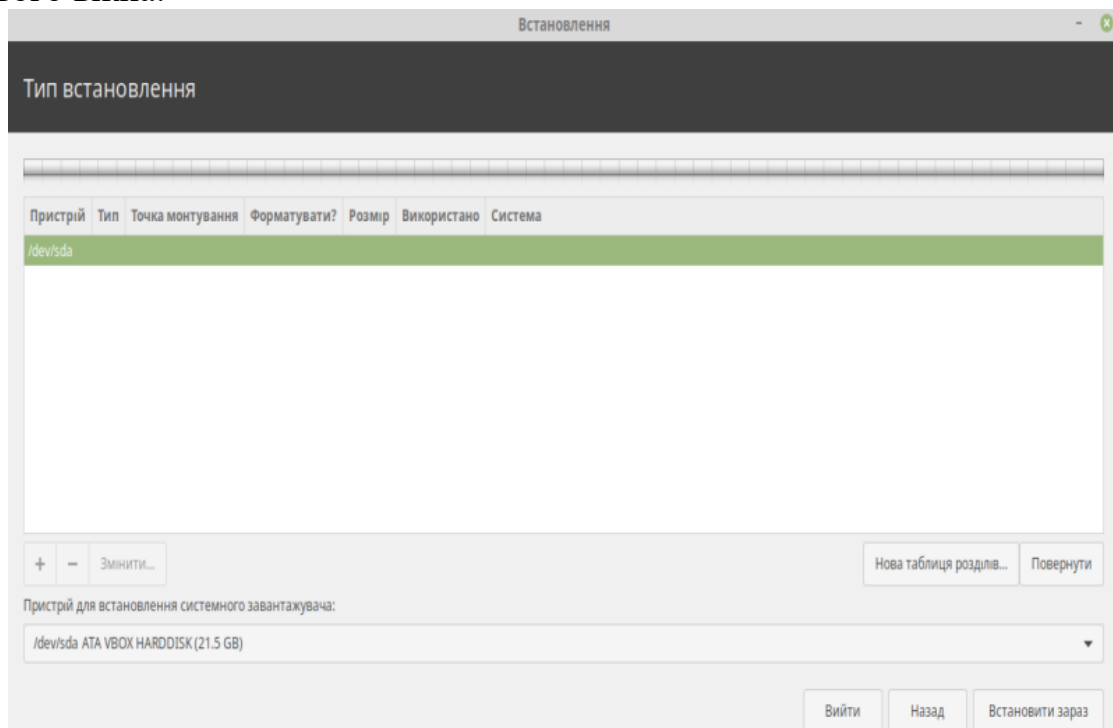 Встановлення
Тип встановлення
Пристрій Тип Точка монтування Форматувати? Розмір Використано Система
/dev/sda
+ − Змінити... Нова таблиця розділів... Повернути
Пристрій для встановлення системного завантажувача:
/dev/sda ATA VBOX HARDDISK (21.5 GB)
Вийти Назад Встановити зараз